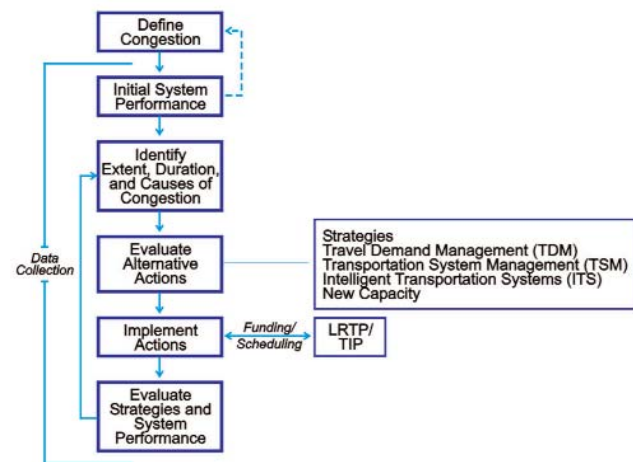 Define
Congestion
Initial System
Performance
Identify
Extent, Duration,
and Causes of
Congestion
Data
Collection
Evaluate
Alternative
Actions
Strategies
Travel Demand Management (TDM)
Transportation System Management (TSM)
Intelligent Transportation Systems (ITS)
New Capacity
Implement
Actions
Funding/
Scheduling
LRTP/
TIP
Evaluate
Strategies and
System
Performance